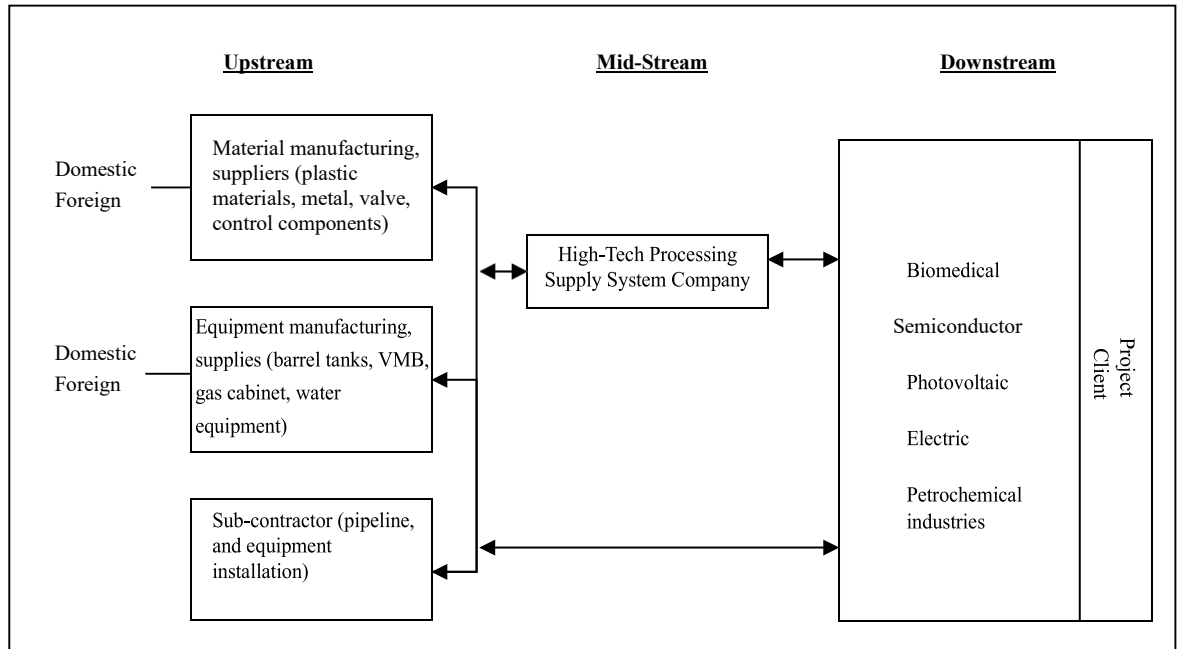 Upstream
Mid-Stream
Downstream
Domestic
Foreign
Material manufacturing,
suppliers (plastic
materials, metal, valve,
control components)
Domestic
Foreign
Equipment manufacturing,
supplies (barrel tanks, VMB,
gas cabinet, water
equipment)
Sub-contractor (pipeline,
and equipment
installation)
High-Tech Processing
Supply System Company
Biomedical
Semiconductor
Photovoltaic
Electric
Petrochemical
industries
Project
Client